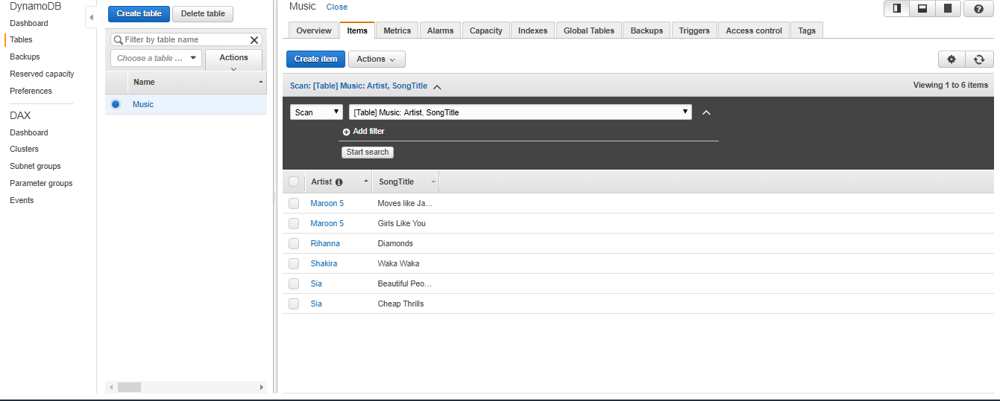 DynamoDB
Dashboard
Tables
Backups
Reserved capacity
Preferences
DAX
Dashboard
Clusters
Subnet groups
Parameter groups
Events
Create table Delete table
Filter by table name
Choose a table ... Actions
Name
Music
Music Close
Overview Items Metrics Alarms Capacity Indexes Global Tables Backups Triggers Access control Tags
Create item Actions
Scan: [Table] Music: Artist, SongTitle Viewing 1 to 6 items
Scan [Table] Music: Artist, SongTitle
Add filter
Start search
Artist SongTitle
Maroon 5 Moves like Ja...
Maroon 5 Girls Like You
Rihanna Diamonds
Shakira Waka Waka
Sia Beautiful Peo...
Sia Cheap Thrills